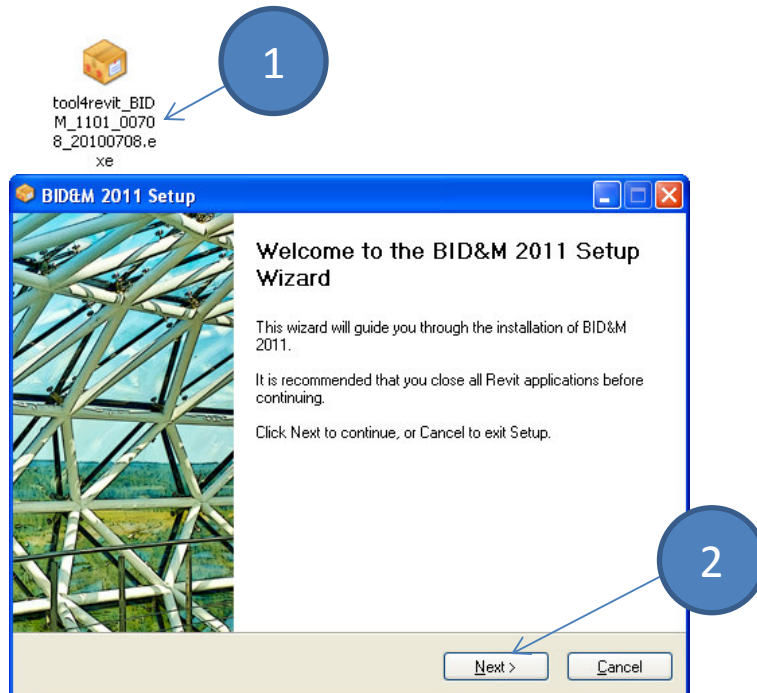 1
tool4revit_BID
M_1101_0070
8_20100708.e
xe
BID&M 2011 Setup
Welcome to the BID&M 2011 Setup
Wizard
This wizard will guide you through the installation of BID&M
2011.
It is recommended that you close all Revit applications before
continuing.
Click Next to continue, or Cancel to exit Setup.
2
Next >
Cancel